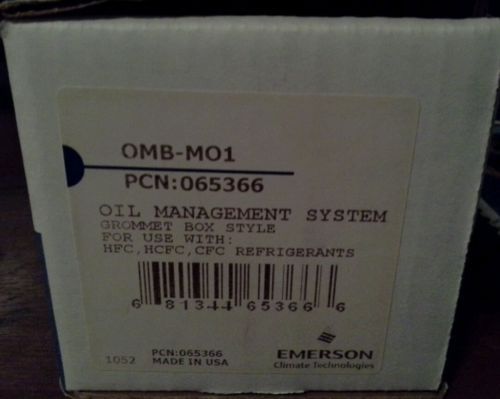 OMB-MO1
PCN:065366
OIL MANAGEMENT SYSTEM
GROMMET BOX STYLE
FOR USE WITH:
HFC,HCFC,CFC REFRIGERANTS
6 81344 65366 6
1052
PCN:065366
MADE IN USA
EMERSON
Climate Technologies